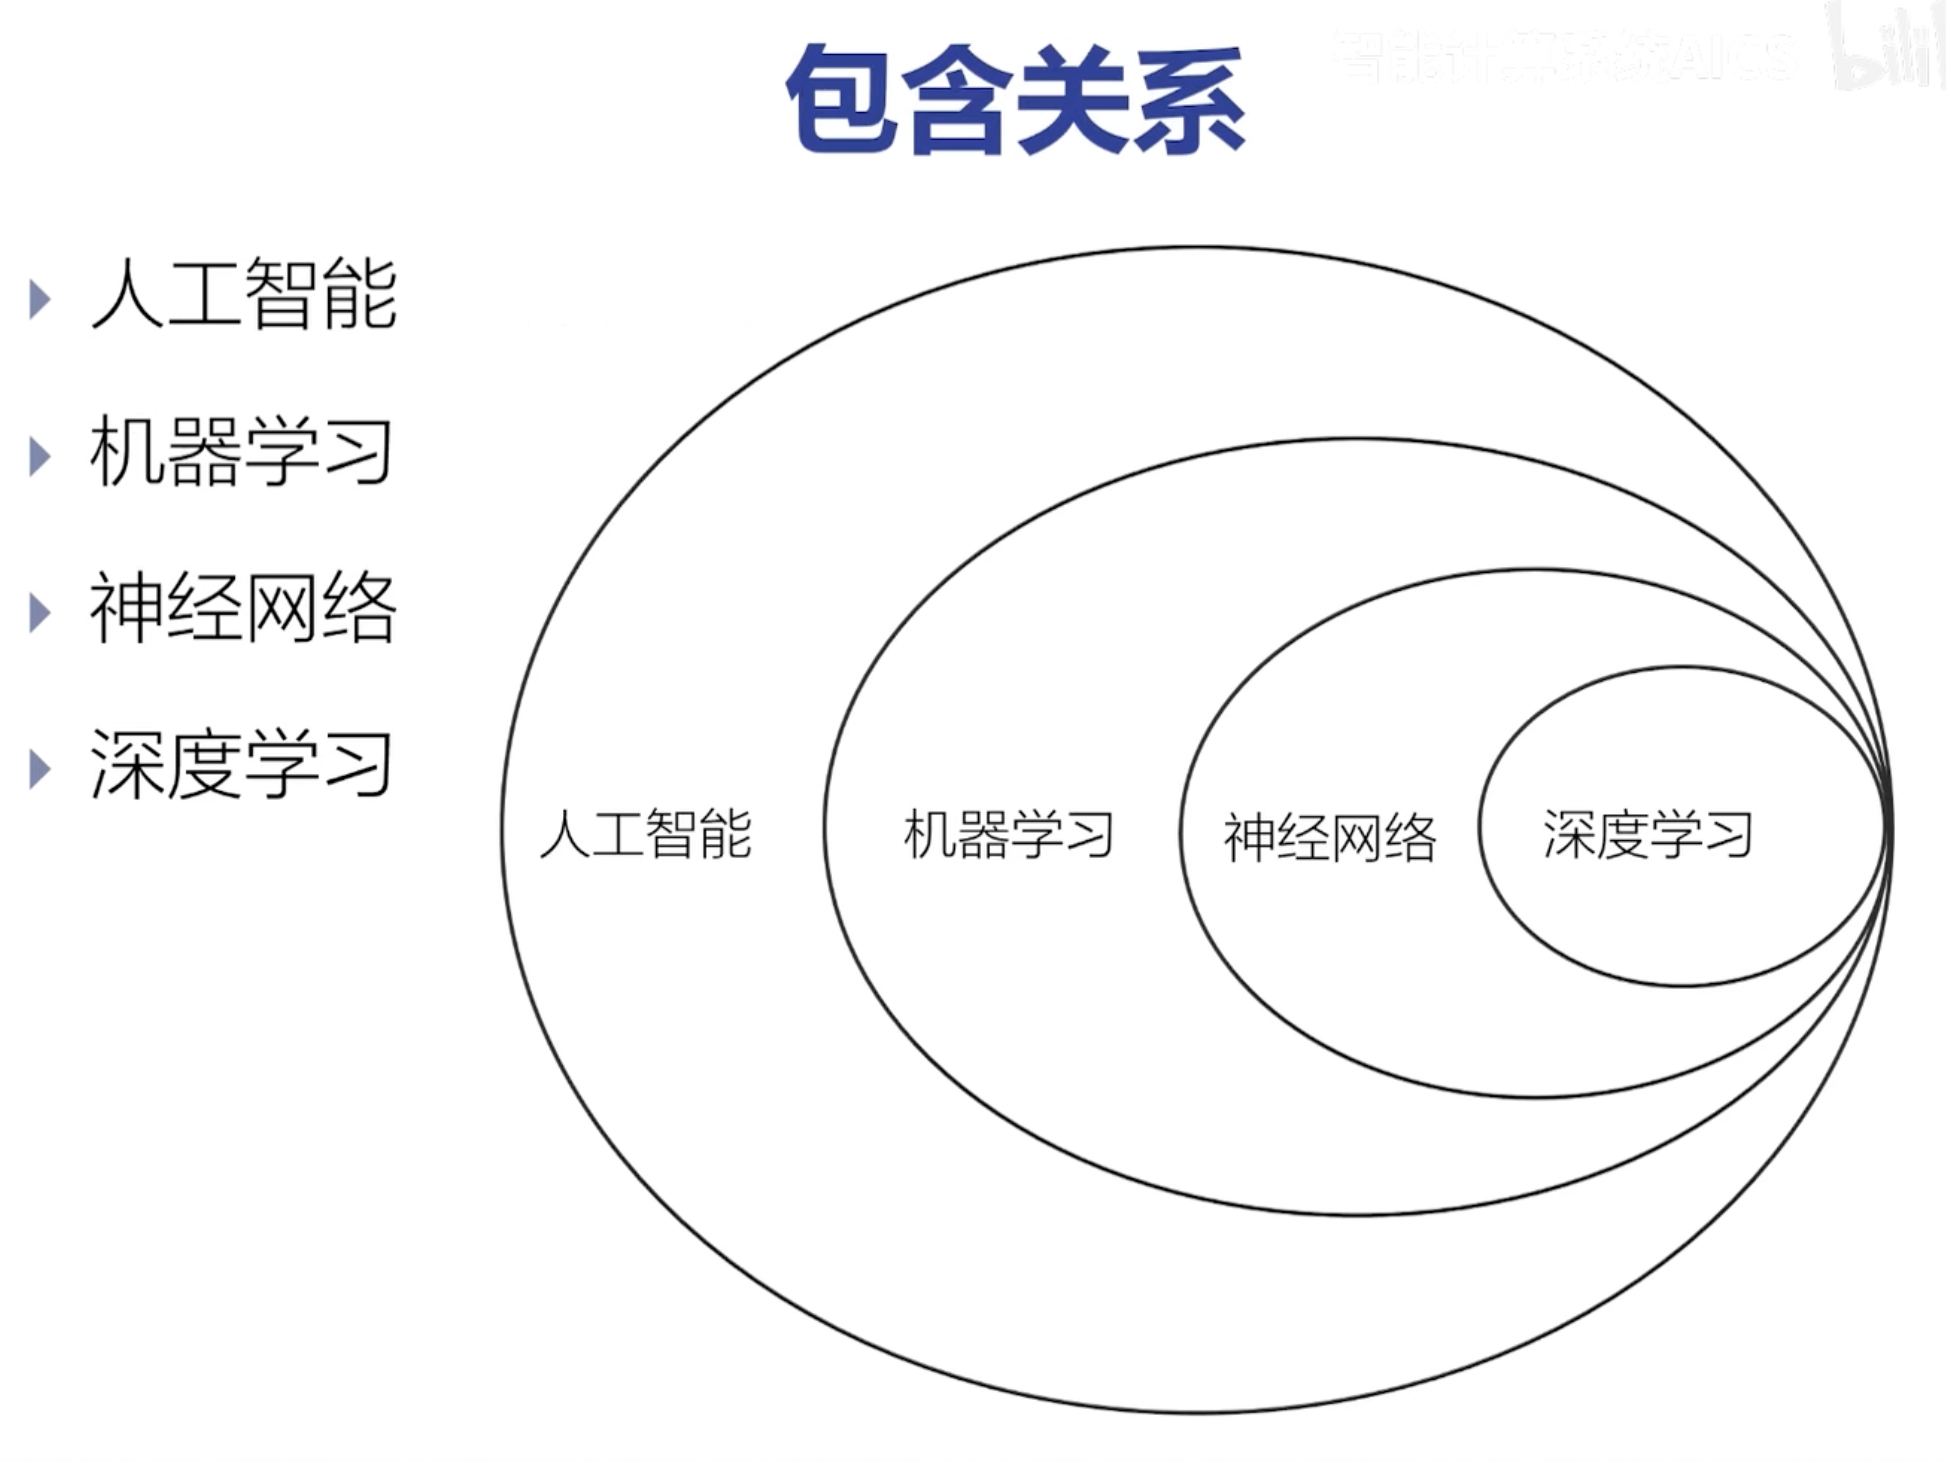 包含关系
智能计算系统AICS
bili
人工智能
机器学习
神经网络
深度学习
人工智能
机器学习
神经网络
深度学习